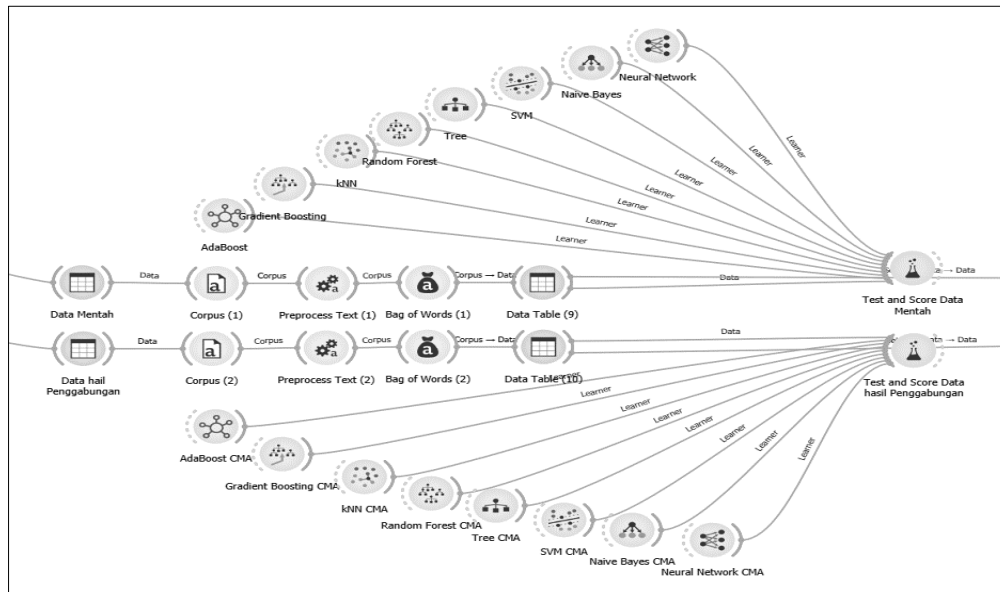 Neural Network
Naive Bayes
SVM
Tree
Random Forest
kNN
Gradient Boosting
AdaBoost
Learner
Learner
Learner
Learner
Learner
Learner
Learner
Learner
Data Mentah
Data
Corpus (1)
Corpus
Preprocess Text (1)
Corpus
Bag of Words (1)
Corpus → Data
Data Table (9)
Data
→ Data
Test and Score Data
Mentah
Data hail
Penggabungan
Data
Corpus (2)
Corpus
Preprocess Text (2)
Corpus
Bag of Words (2)
Corpus → Data
Data Table (10)
Data
→ Data
Test and Score Data
hasil Penggabungan
Learner
Learner
Learner
Learner
Learner
Learner
Learner
Learner
AdaBoost CMA
Gradient Boosting CMA
kNN CMA
Random Forest CMA
Tree CMA
SVM CMA
Naive Bayes CMA
Neural Network CMA